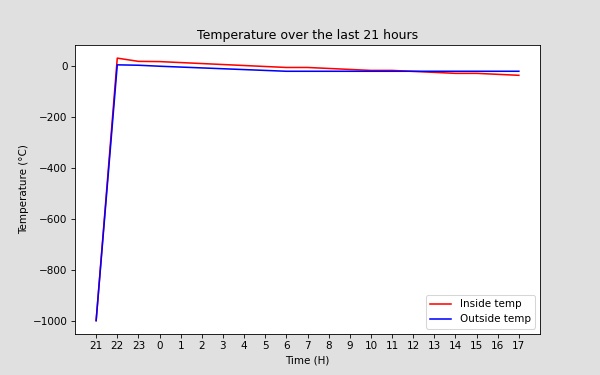 Temperature over the last 21 hours
Temperature (°C)
0
−200
−400
−600
−800
−1000
Inside temp
Outside temp
21 22 23 0 1 2 3 4 5 6 7 8 9 10 11 12 13 14 15 16 17
Time (H)